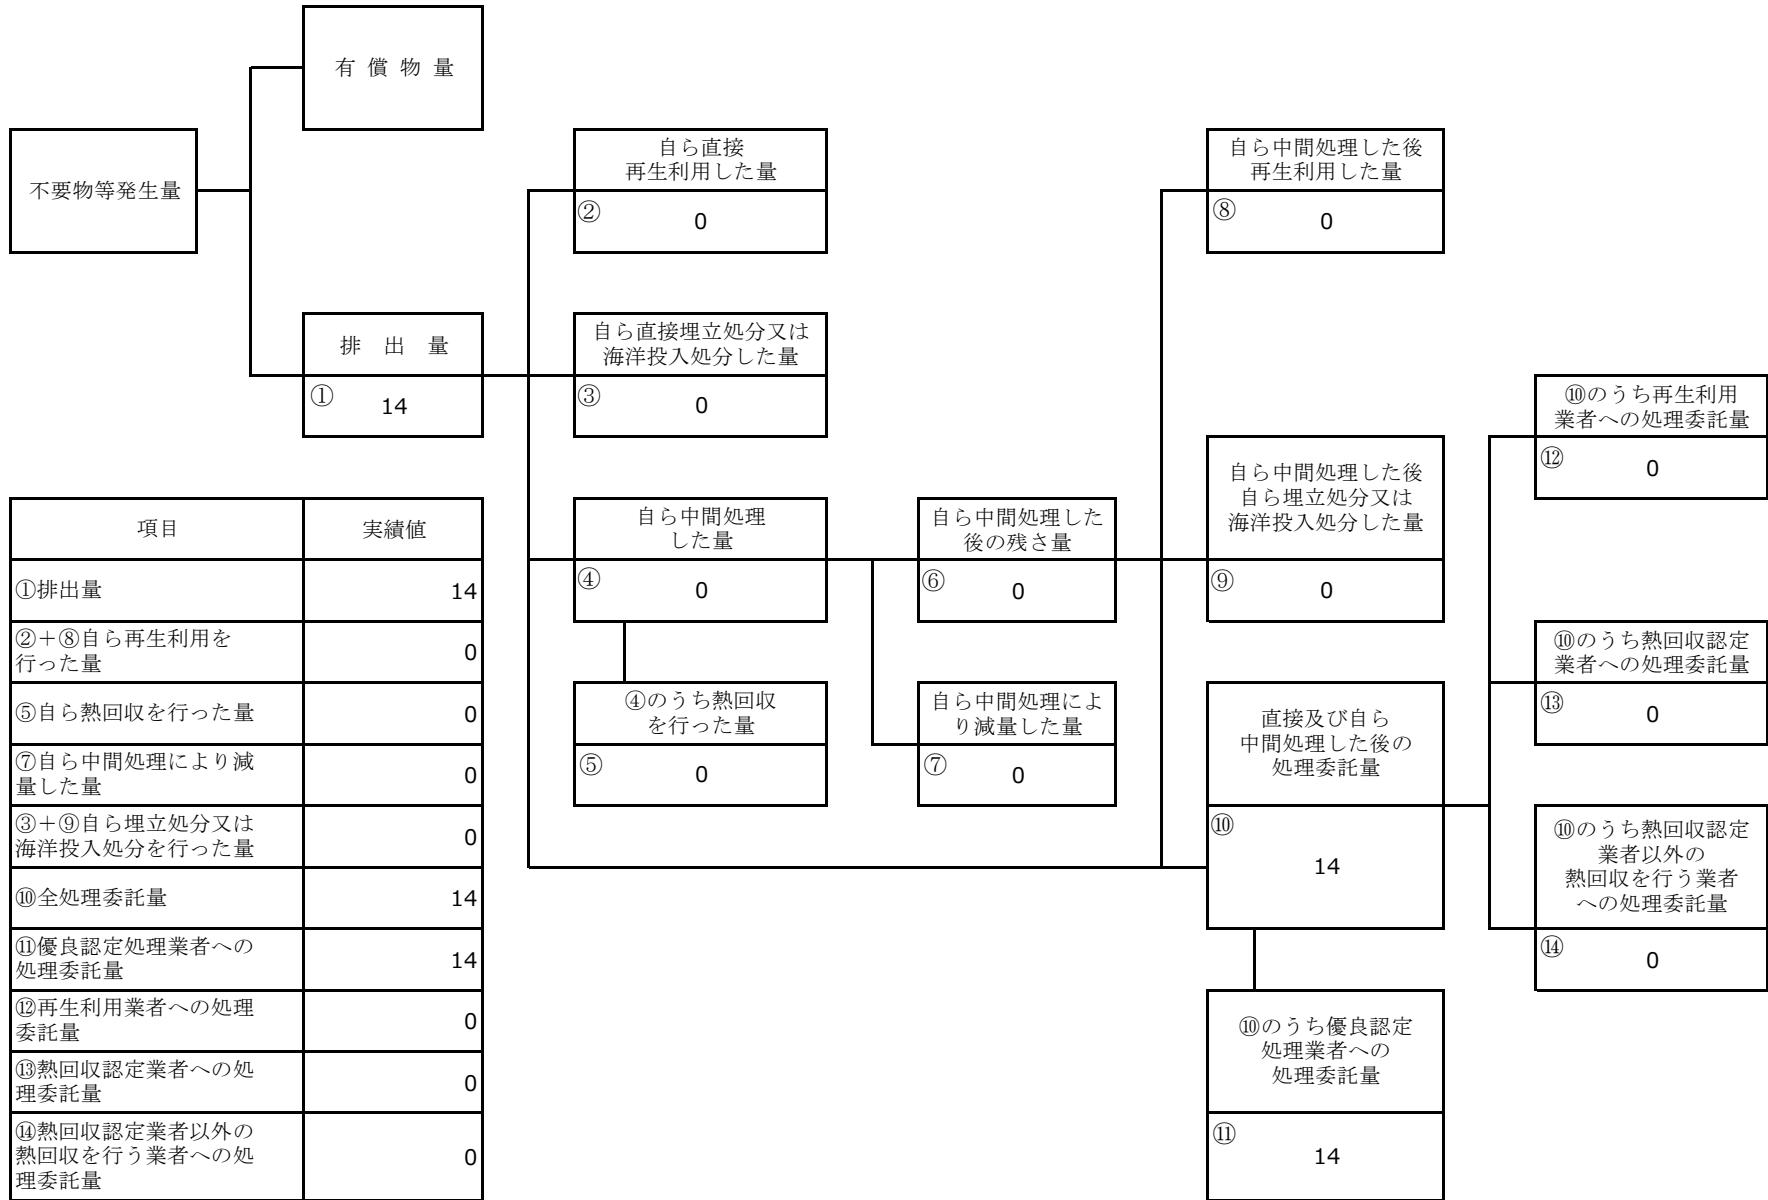 有 償 物 量
不要物等発生量
自ら直接
再生利用した量
②
0
自ら中間処理した後
再生利用した量
⑧
0
排 出 量
①
14
自ら直接埋立処分又は
海洋投入処分した量
③
0
⑩のうち再生利用
業者への処理委託量
⑫
0
自ら中間処理
した量
④
0
自ら中間処理した
後の残さ量
⑥
0
自ら中間処理した後
自ら埋立処分又は
海洋投入処分した量
⑨
0
⑩のうち熱回収認定
業者への処理委託量
⑬
0
④のうち熱回収
を行った量
⑤
0
自ら中間処理によ
り減量した量
⑦
0
直接及び自ら
中間処理した後の
処理委託量
⑩
14
⑩のうち熱回収認定
業者以外の
熱回収を行う業者
への処理委託量
⑭
0
⑩のうち優良認定
処理業者への
処理委託量
⑪
14
項目 実績値
①排出量 14
②+⑧自ら再生利用を
行った量 0
⑤自ら熱回収を行った量 0
⑦自ら中間処理により減
量した量 0
③+⑨自ら埋立処分又は
海洋投入処分を行った量 0
⑩全処理委託量 14
⑪優良認定処理業者への
処理委託量 14
⑫再生利用業者への処理
委託量 0
⑬熱回収認定業者への処
理委託量 0
⑭熱回収認定業者以外の
熱回収を行う業者への処
理委託量 0